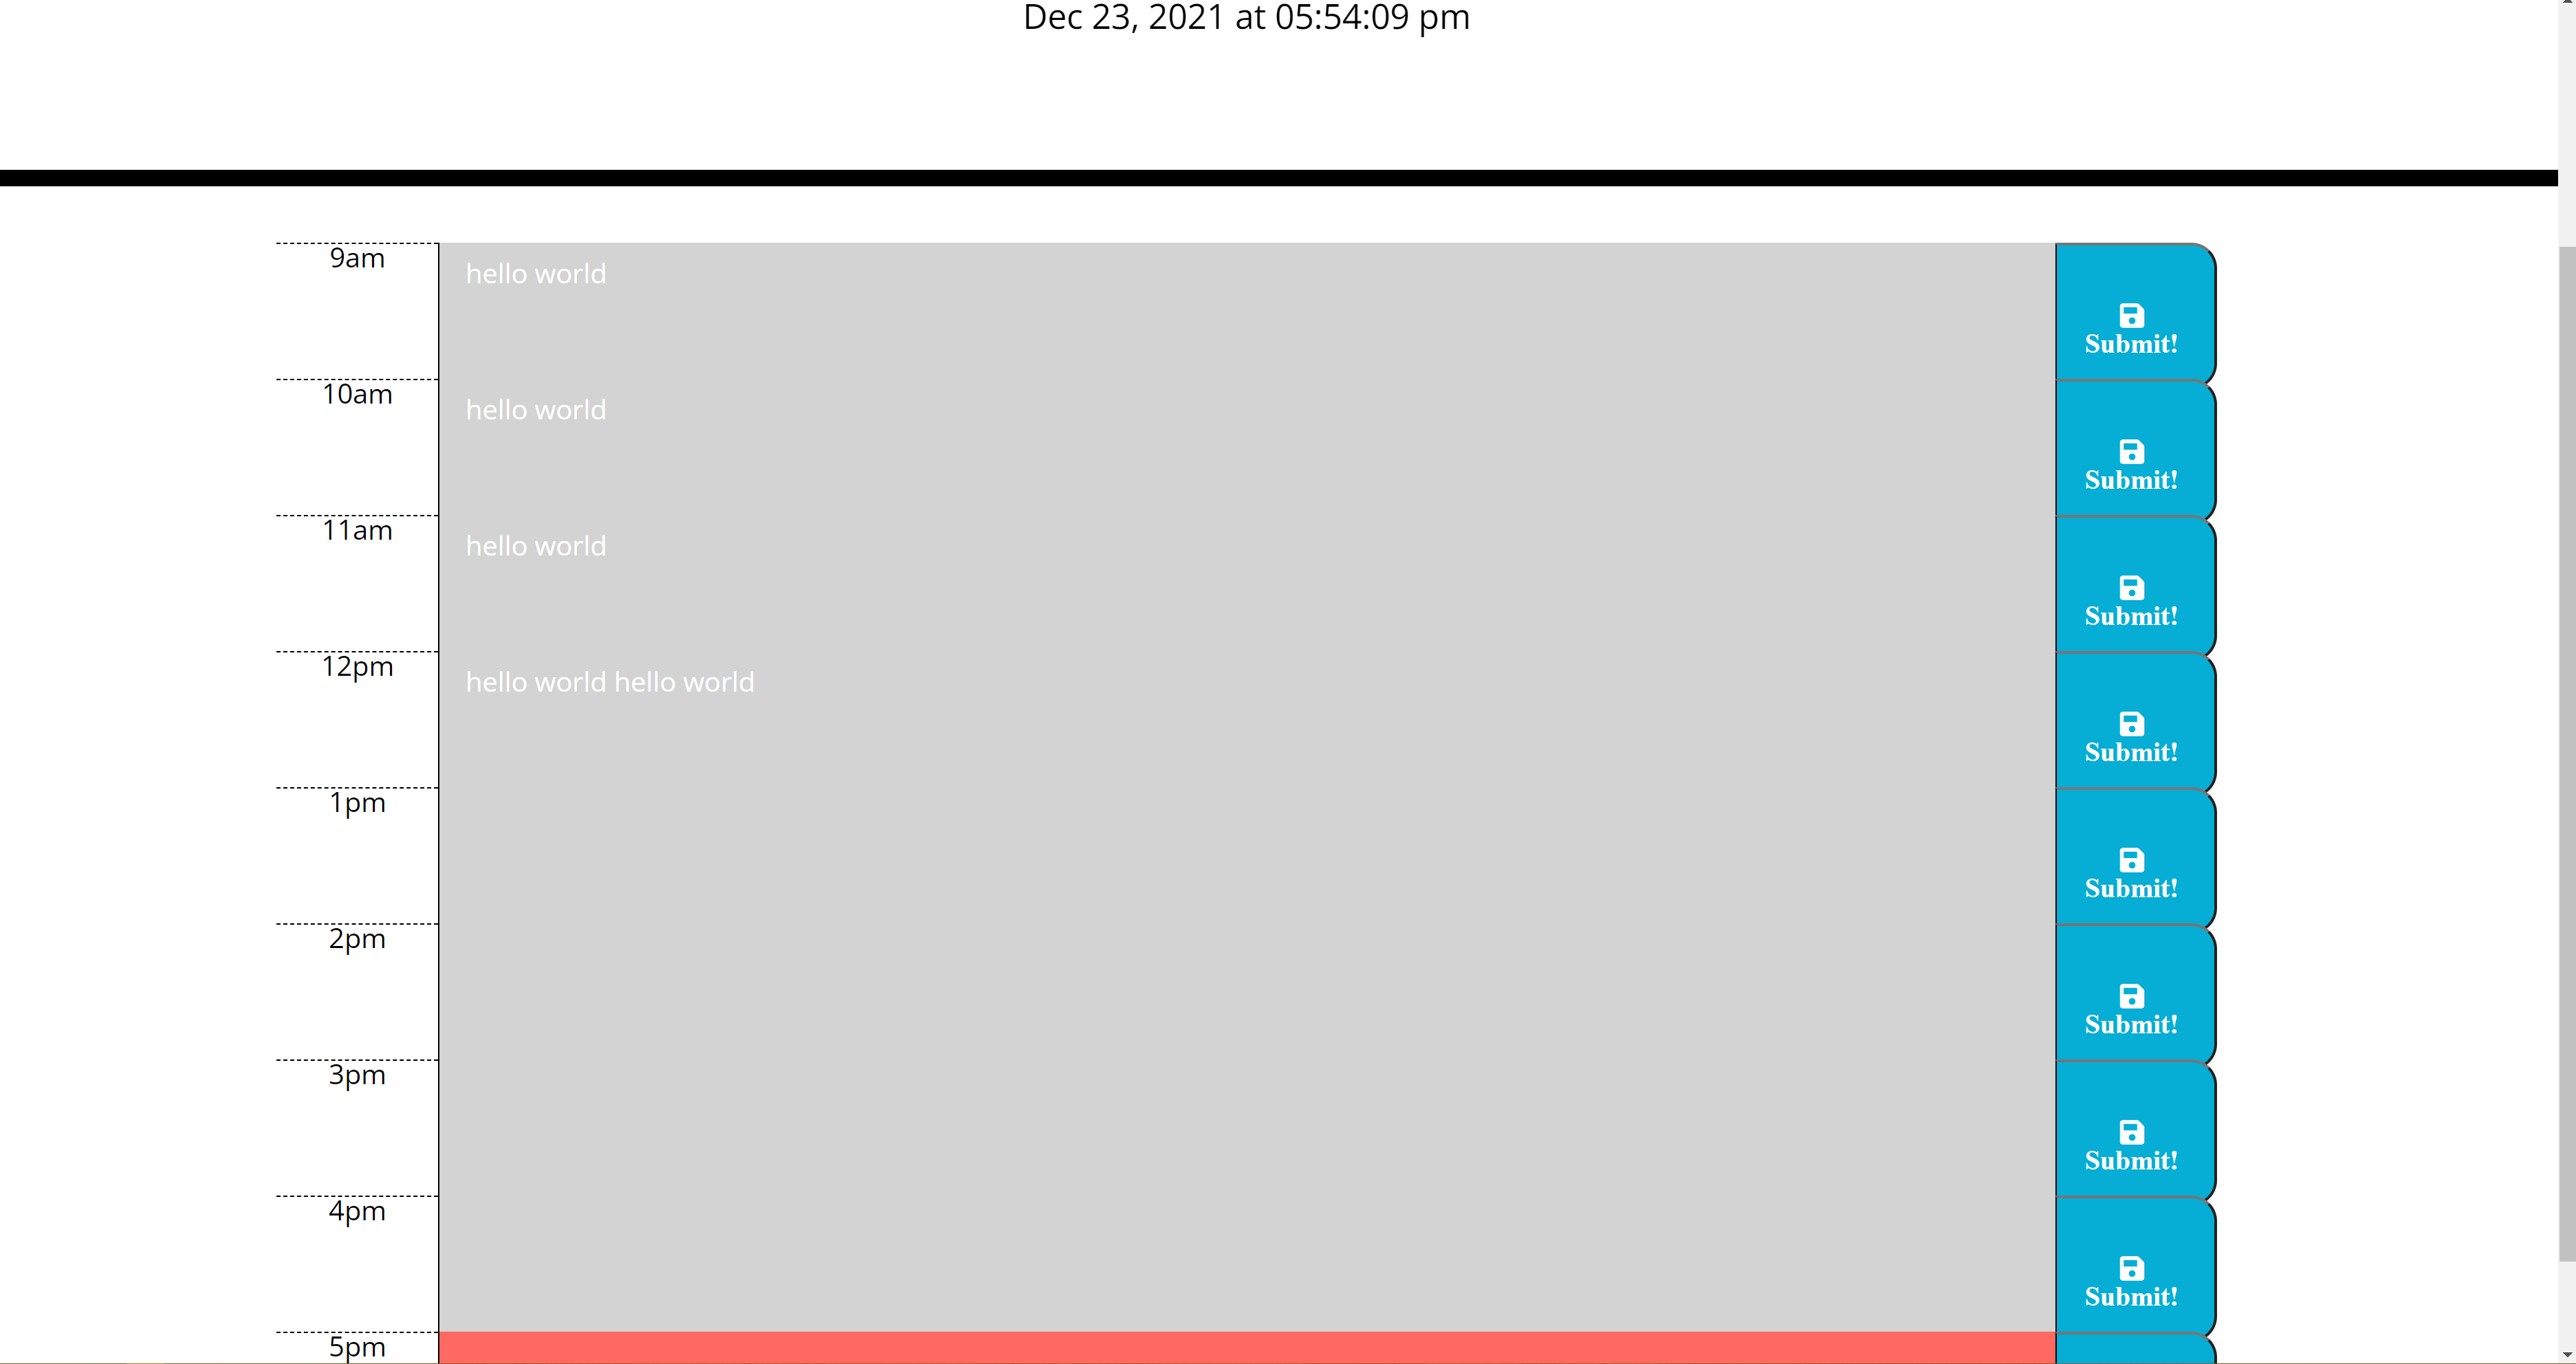 Dec 23, 2021 at 05:54:09 pm
9am
hello world
Submit!
10am
hello world
Submit!
11am
hello world
Submit!
12pm
hello world hello world
Submit!
1pm
Submit!
2pm
Submit!
3pm
Submit!
4pm
Submit!
5pm